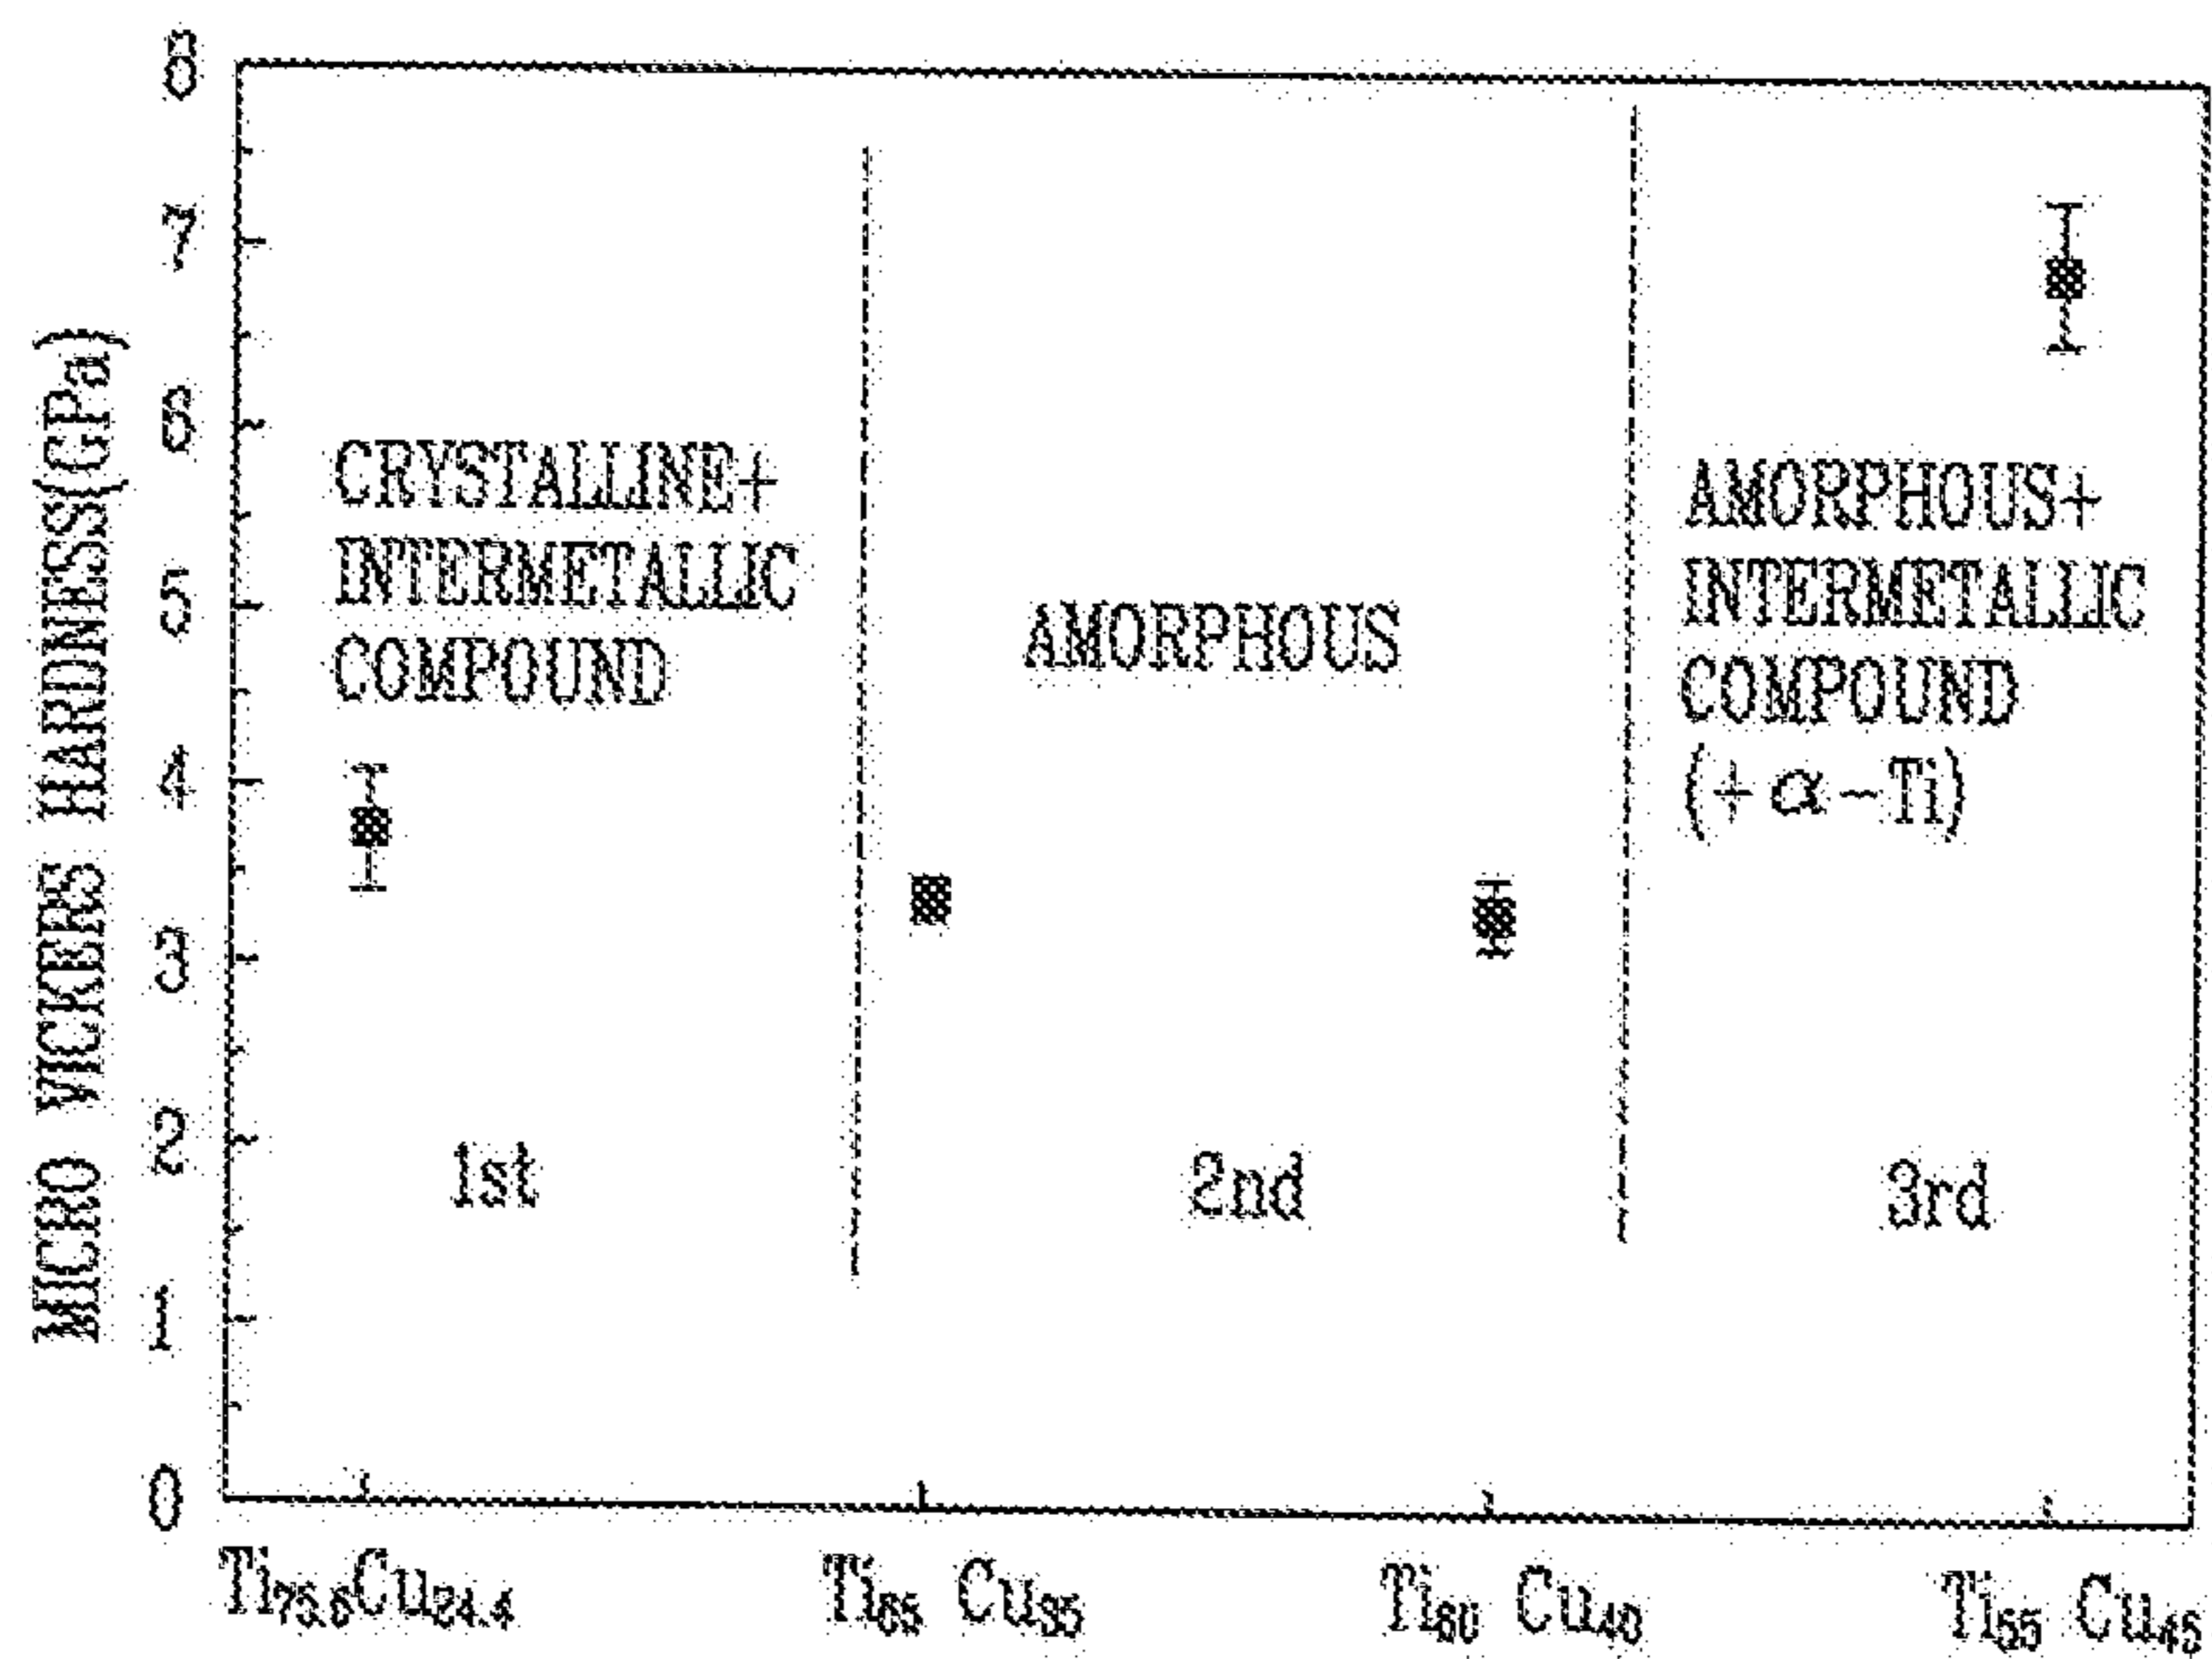 MICRO VICKERS HARDNESS(GPa)
8
7
6
5
4
3
2
1
0
CRYSTALLINE+
INTERMETALLIC
COMPOUND
AMORPHOUS
AMORPHOUS+
INTERMETALLIC
COMPOUND
(+α-Ti)
1st
2nd
3rd
Ti75.6Cu24.4
Ti65 Cu35
Ti60 Cu40
Ti55 Cu45